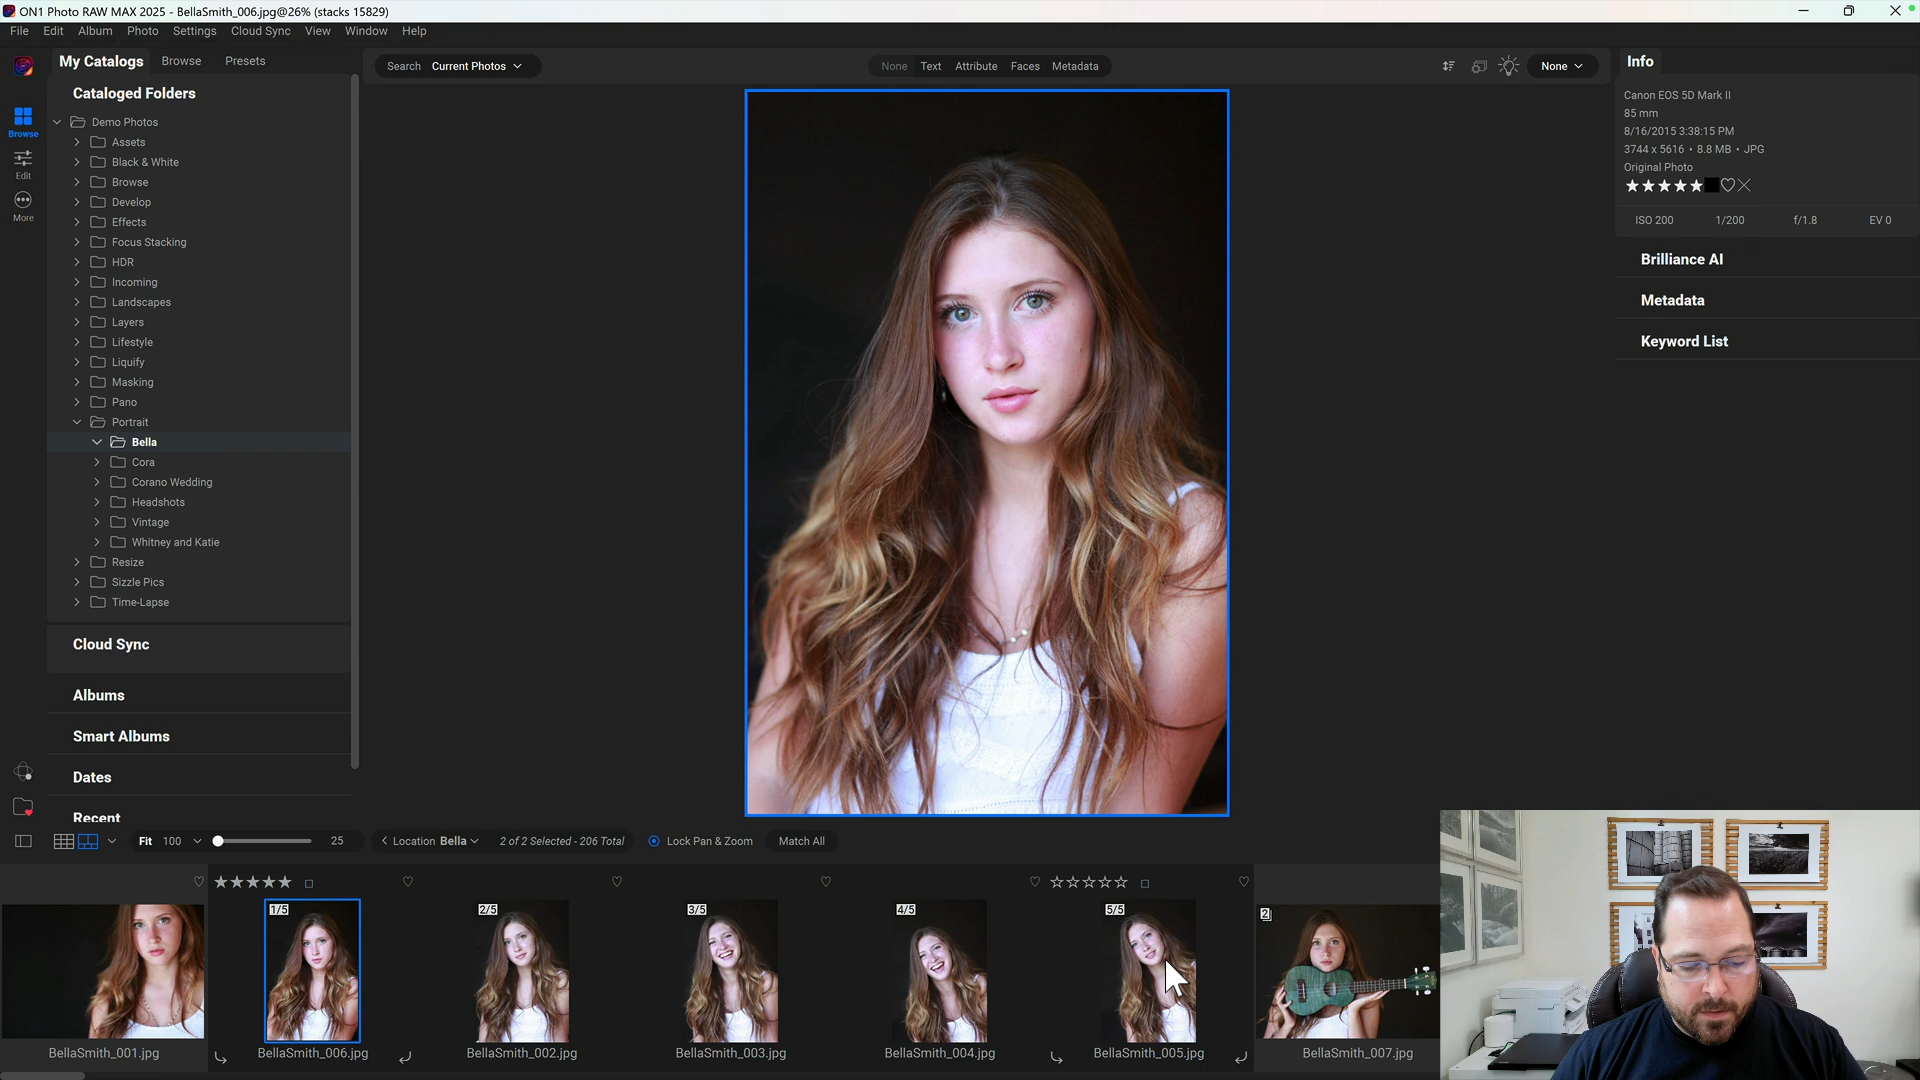 ON1 Photo RAW MAX 2025 - BellaSmith_006.jpg@26% (stacks 15829)
File Edit Album Photo Settings Cloud Sync View Window Help
My Catalogs Browse Presets
Search Current Photos
None Text Attribute Faces Metadata
None
Info
Cataloged Folders
Demo Photos
Assets
Black & White
Browse
Develop
Effects
Focus Stacking
HDR
Incoming
Landscapes
Layers
Lifestyle
Liquify
Masking
Pano
Portrait
Bella
Cora
Corano Wedding
Headshots
Vintage
Whitney and Katie
Resize
Sizzle Pics
Time-Lapse
Cloud Sync
Albums
Smart Albums
Dates
Recent
Browse
Edit
More
Canon EOS 5D Mark II
85 mm
8/16/2015 3:38:15 PM
3744 x 5616 • 8.8 MB • JPG
Original Photo
ISO 200 1/200 f/1.8 EV 0
Brilliance AI
Metadata
Keyword List
Fit 100 25 Location Bella 2 of 2 Selected - 206 Total Lock Pan & Zoom Match All
1/5 2/5 3/5 4/5 5/5 2
BellaSmith_001.jpg BellaSmith_006.jpg BellaSmith_002.jpg BellaSmith_003.jpg BellaSmith_004.jpg BellaSmith_005.jpg BellaSmith_007.jpg